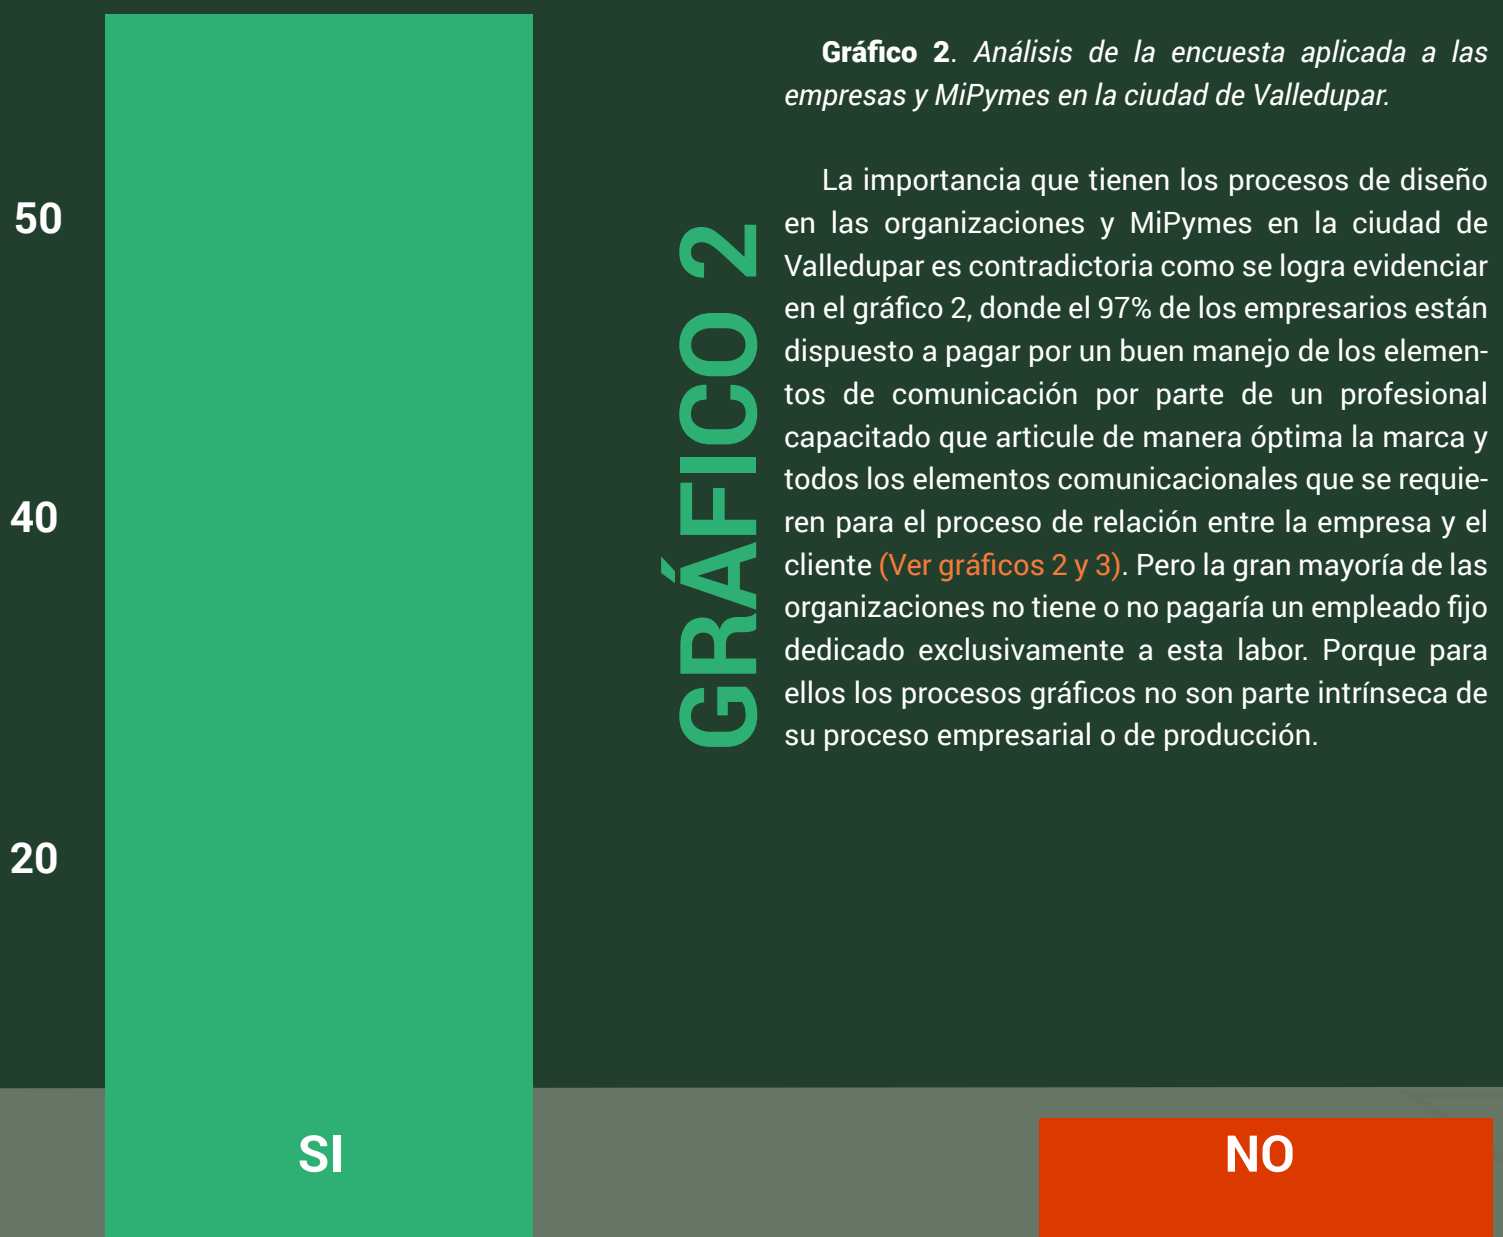 50
40
20
SI
GRÁFICO 2
Gráfico 2. Análisis de la encuesta aplicada a las
empresas y MiPymes en la ciudad de Valledupar.
La importancia que tienen los procesos de diseño
en las organizaciones y MiPymes en la ciudad de
Valledupar es contradictoria como se logra evidenciar
en el gráfico 2, donde el 97% de los empresarios están
dispuesto a pagar por un buen manejo de los elemen-
tos de comunicación por parte de un profesional
capacitado que articule de manera óptima la marca y
todos los elementos comunicacionales que se requie-
ren para el proceso de relación entre la empresa y el
cliente (Ver gráficos 2 y 3). Pero la gran mayoría de las
organizaciones no tiene o no pagaría un empleado fijo
dedicado exclusivamente a esta labor. Porque para
ellos los procesos gráficos no son parte intrínseca de
su proceso empresarial o de producción.
NO